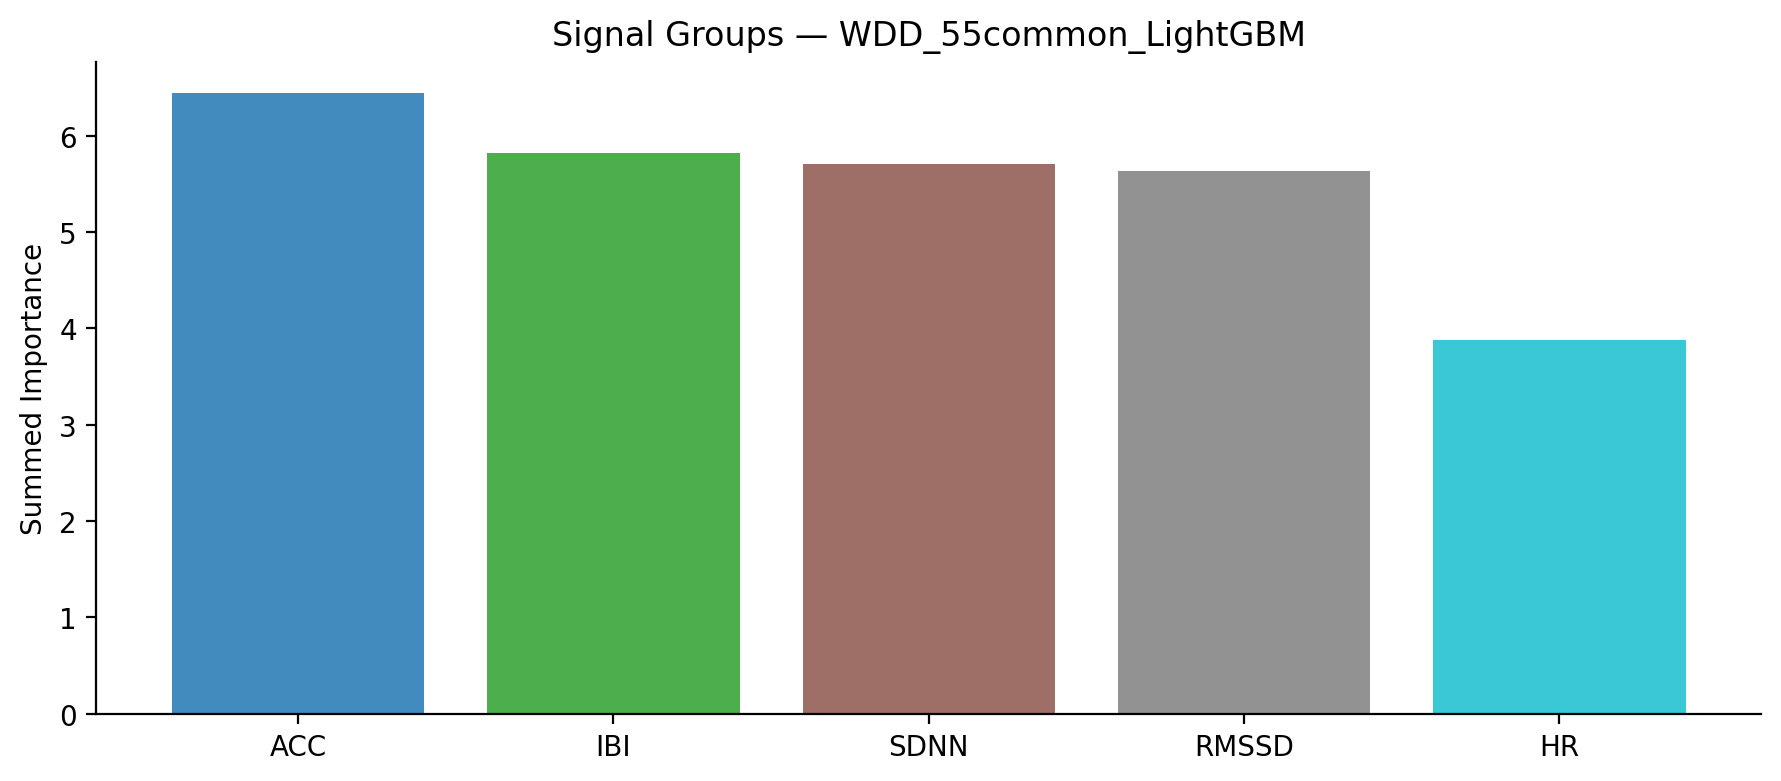 Signal Groups — WDD_55common_LightGBM
Summed Importance
6
5
4
3
2
1
0
ACC IBI SDNN RMSSD HR